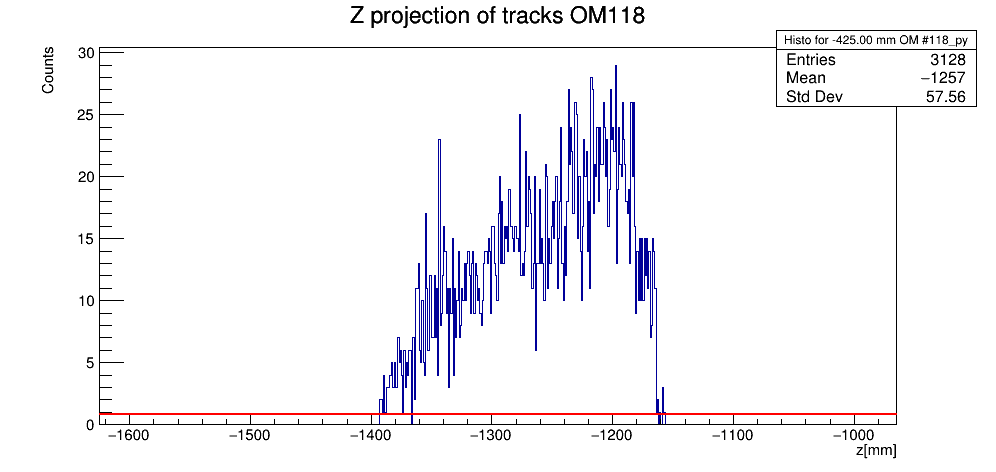 Z projection of tracks OM118
Histo for -425.00 mm OM #118_py
Entries 3128
Mean −1257
Std Dev 57.56
Counts
30
25
20
15
10
5
0
−1600 −1500 −1400 −1300 −1200 −1100 −1000
z[mm]